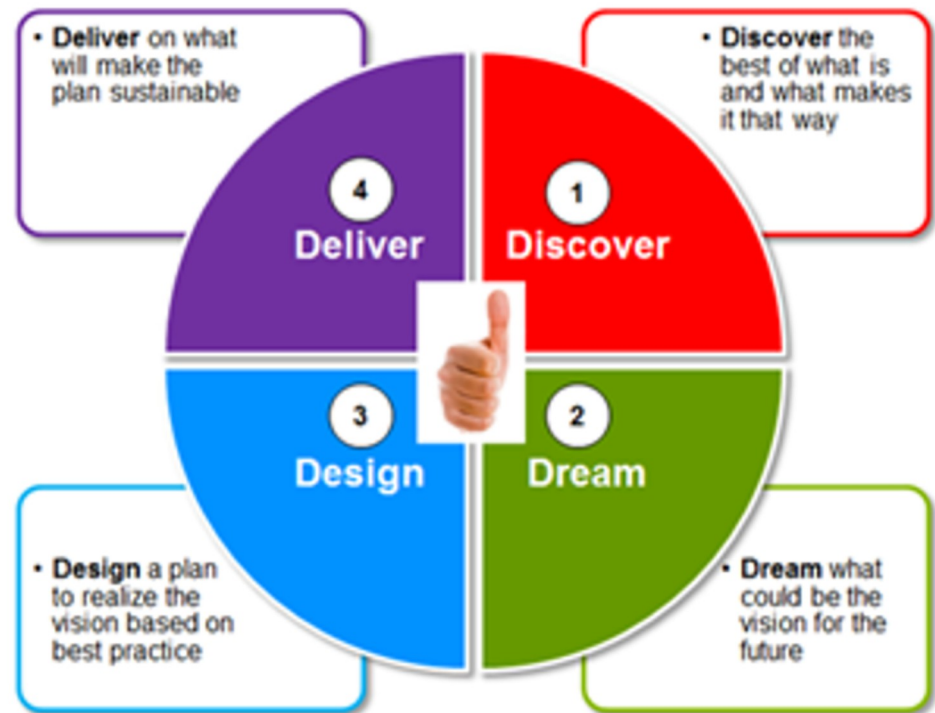 • Deliver on what
will make the
plan sustainable
• Discover the
best of what is
and what makes
it that way
4
Deliver
1
Discover
3
Design
2
Dream
• Design a plan
to realize the
vision based on
best practice
• Dream what
could be the
vision for the
future